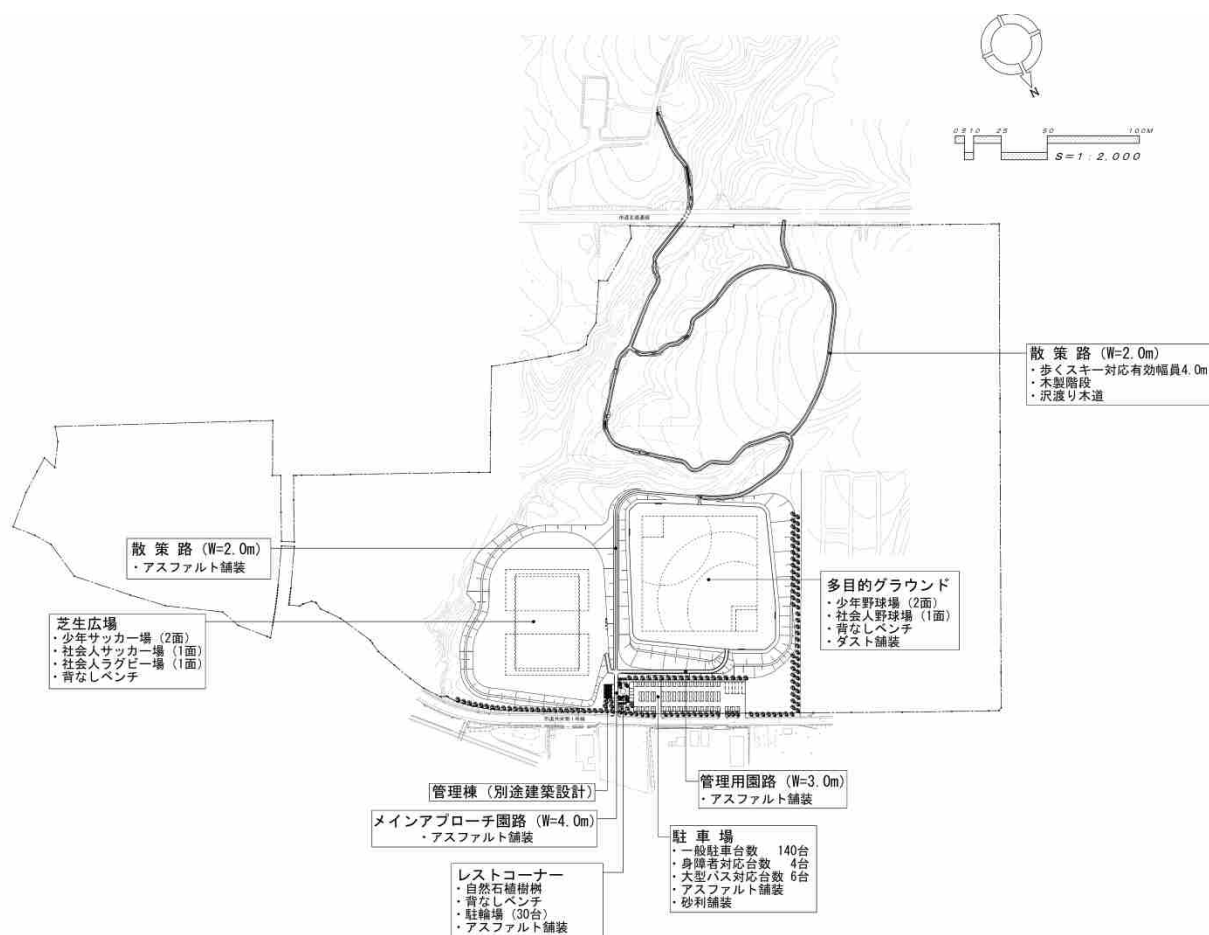 N
0 5 10 25 50 100M
S=1:2,000
散策路 (W=2.0m)
・歩くスキー対応有効幅員4.0m
・木製階段
・沢渡り木道
散策路 (W=2.0m)
・アスファルト舗装
芝生広場
・少年サッカー場 (2面)
・社会人サッカー場 (1面)
・社会人ラグビー場 (1面)
・背なしベンチ
多目的グラウンド
・少年野球場 (2面)
・社会人野球場 (1面)
・背なしベンチ
・ダスト舗装
管理棟 (別途建築設計)
管理用園路 (W=3.0m)
・アスファルト舗装
メインアプローチ園路 (W=4.0m)
・アスファルト舗装
駐車場
・一般駐車台数 140台
・身障者対応台数 4台
・大型バス対応台数 6台
・アスファルト舗装
・砂利舗装
レストコーナー
・自然石植樹桝
・背なしベンチ
・駐輪場 (30台)
・アスファルト舗装